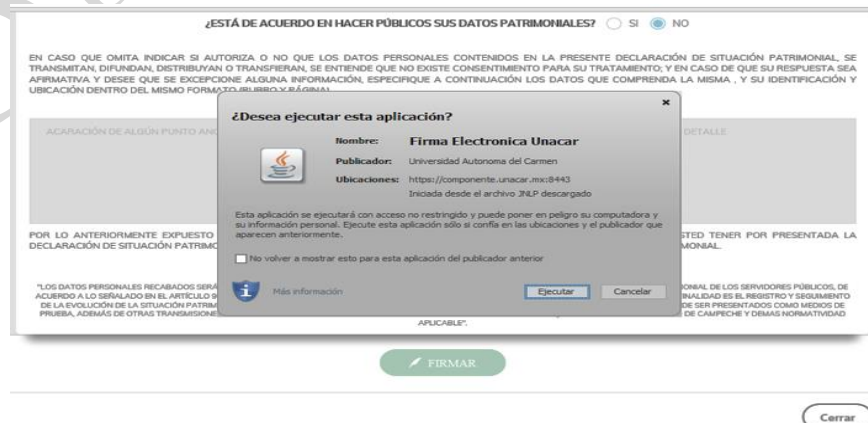 ¿ESTÁ DE ACUERDO EN HACER PÚBLICOS SUS DATOS PATRIMONIALES? SI NO
EN CASO QUE OMITA INDICAR SI AUTORIZA O NO QUE LOS DATOS PERSONALES CONTENIDOS EN LA PRESENTE DECLARACIÓN DE SITUACIÓN PATRIMONIAL, SE
TRANSMITAN, DIFUNDAN, DISTRIBUYAN O TRANSFIERAN, SE ENTIENDE QUE NO EXISTE CONSENTIMIENTO PARA SU TRATAMIENTO; Y EN CASO DE QUE SU RESPUESTA SEA
AFIRMATIVA Y DESEE QUE SE EXCEPCIONE ALGUNA INFORMACIÓN, ESPECIFIQUE A CONTINUACIÓN LOS DATOS QUE COMPRENDA LA MISMA , Y SU IDENTIFICACIÓN Y
UBICACIÓN DENTRO DEL MISMO FORMATO (RUBRO Y PÁGINA)
ACARACIÓN DE ALGÚN PUNTO DETALLE
¿Desea ejecutar esta aplicación?
Nombre: Firma Electronica Unacar
Publicador: Universidad Autonoma del Carmen
Ubicaciones: https://componente.unacar.mx:8443
Iniciada desde el archivo JNLP descargado
Esta aplicación se ejecutará con acceso no restringido y puede poner en peligro su computadora y
su información personal. Ejecute esta aplicación sólo si confía en las ubicaciones y el publicador que
aparecen anteriormente.
No volver a mostrar esto para esta aplicación del publicador anterior
Más información Ejecutar Cancelar
POR LO ANTERIORMENTE EXPUESTO STED TENER POR PRESENTADA LA
DECLARACIÓN DE SITUACIÓN PATRIMO MONIAL.
"LOS DATOS PERSONALES RECABADOS SERÁ ONIAL DE LOS SERVIDORES PÚBLICOS, DE
ACUERDO A LO SEÑALADO EN EL ARTÍCULO 9 INALIDAD ES EL REGISTRO Y SEGUIMIENTO
DE LA EVOLUCIÓN DE LA SITUACIÓN PATRIM DE SER PRESENTADOS COMO MEDIOS DE
PRUEBA, ADEMÁS DE OTRAS TRANSMISIONE DE CAMPECHE Y DEMAS NORMATIVIDAD
APLICABLE".
FIRMAR
Cerrar